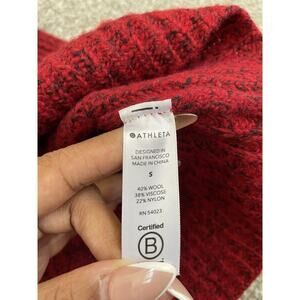 ATHLETA
DESIGNED IN
SAN FRANCISCO
MADE IN CHINA
S
40% WOOL
38% VISCOSE
22% NYLON
RN 54023
Certified
B